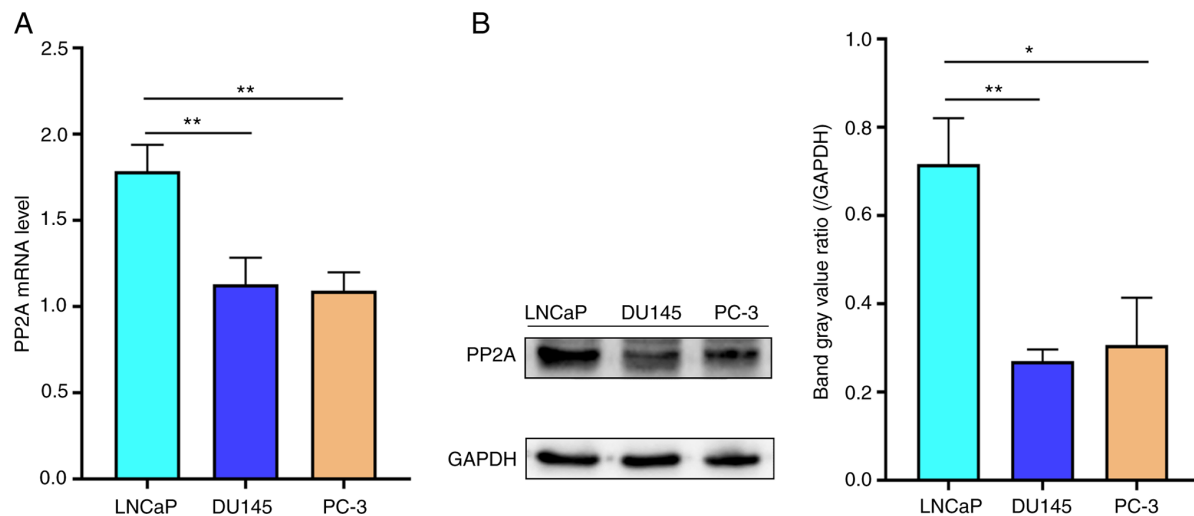 A
PP2A mRNA level
2.5
2.0
1.5
1.0
0.5
0.0
**
**
LNCaP
DU145
PC-3
B
LNCaP
DU145
PC-3
PP2A
GAPDH
Band gray value ratio (/GAPDH)
1.0
0.8
0.6
0.4
0.2
0.0
*
**
LNCaP
DU145
PC-3